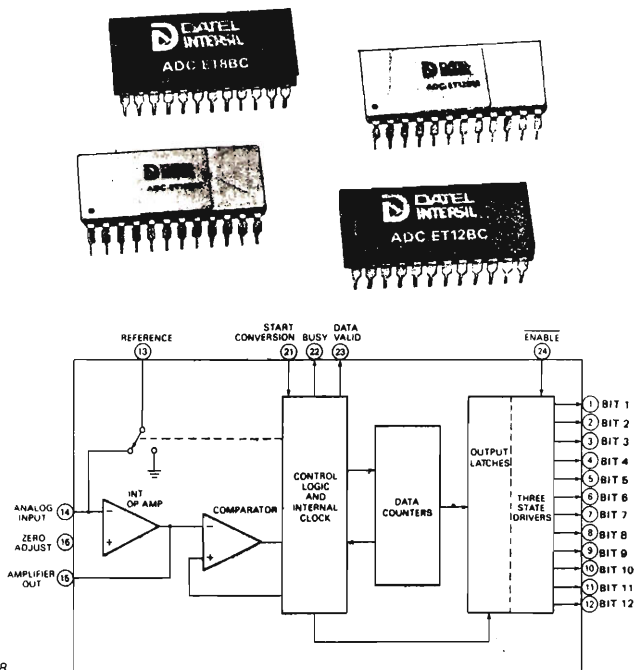 DATEL
INTERSIL
ADC ET8BC
DATEL
INTERSIL
ADC ET12BC
REFERENCE
13
START
CONVERSION
21
BUSY
22
DATA
VALID
23
ENABLE
24
ANALOG
INPUT
14
ZERO
ADJUST
16
AMPLIFIER
OUT
15
INT
OP AMP
COMPARATOR
CONTROL
LOGIC
AND
INTERNAL
CLOCK
DATA
COUNTERS
OUTPUT
LATCHES
THREE
STATE
DRIVERS
1 BIT 1
2 BIT 2
3 BIT 3
4 BIT 4
5 BIT 5
6 BIT 6
7 BIT 7
8 BIT 8
9 BIT 9
10 BIT 10
11 BIT 11
12 BIT 12